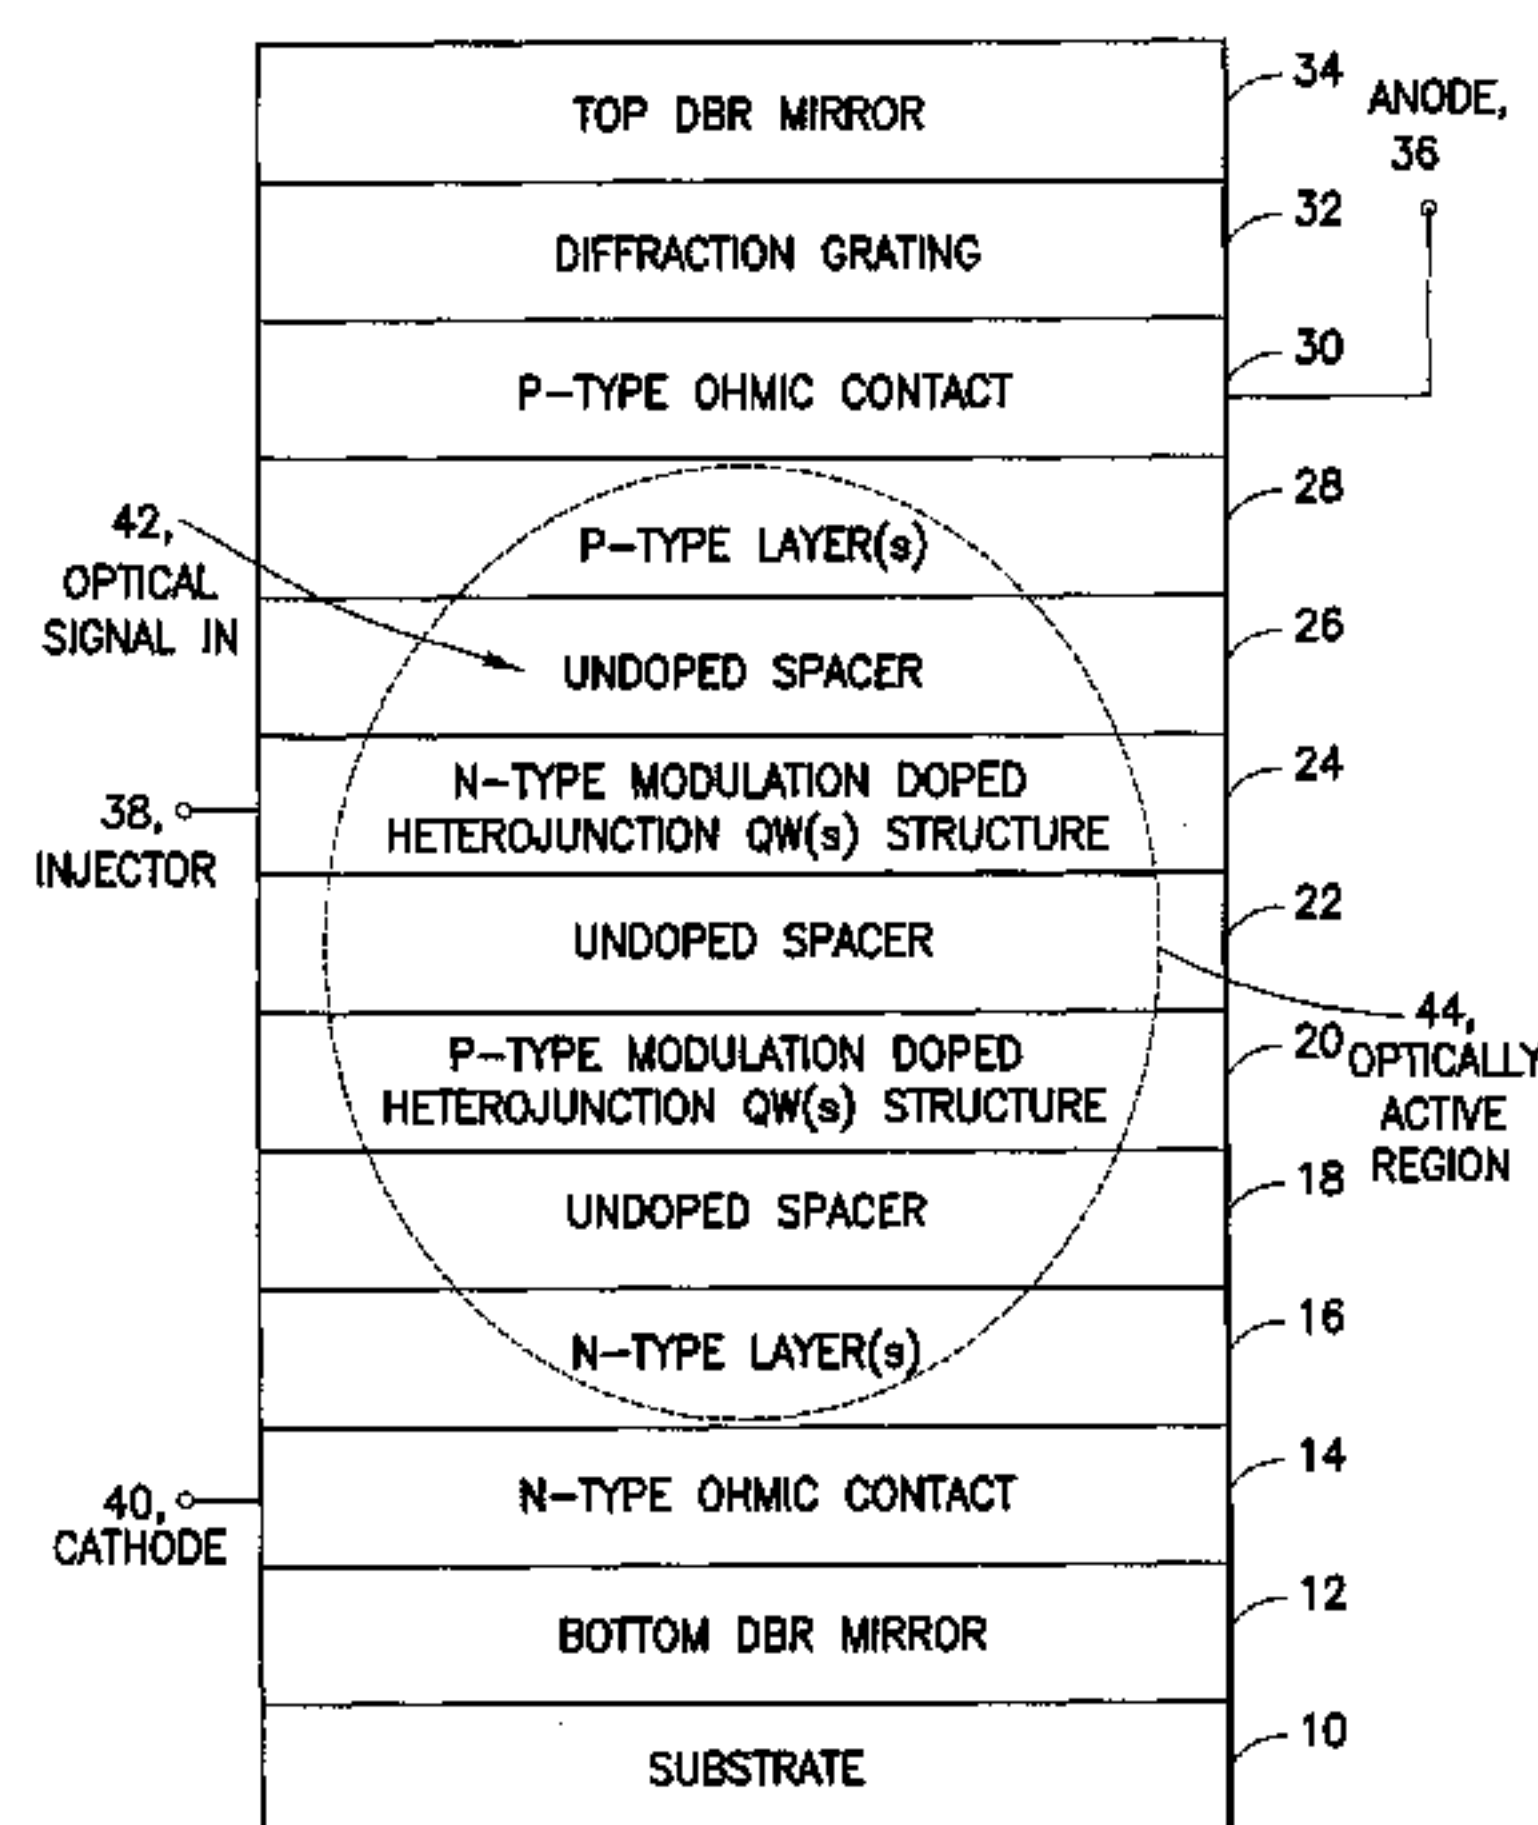 TOP DBR MIRROR
34
ANODE,
36
DIFFRACTION GRATING
32
P-TYPE OHMIC CONTACT
30
28
42,
OPTICAL
SIGNAL IN
P-TYPE LAYER(s)
26
UNDOPED SPACER
24
N-TYPE MODULATION DOPED
HETEROJUNCTION QW(s) STRUCTURE
38,
INJECTOR
22
UNDOPED SPACER
44,
OPTICALLY
ACTIVE
REGION
20
P-TYPE MODULATION DOPED
HETEROJUNCTION QW(s) STRUCTURE
18
UNDOPED SPACER
16
N-TYPE LAYER(s)
14
N-TYPE OHMIC CONTACT
40,
CATHODE
12
BOTTOM DBR MIRROR
10
SUBSTRATE